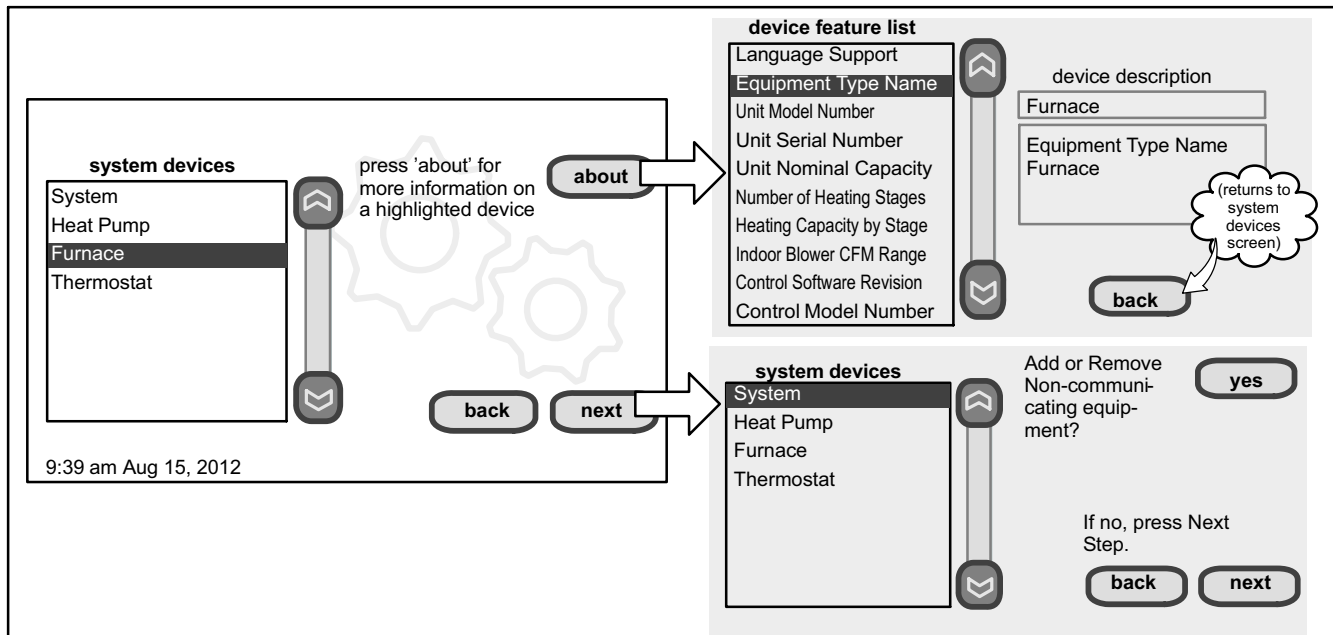 system devices
System
Heat Pump
Furnace
Thermostat
press ’about’ for
more information on
a highlighted device
about
back
next
9:39 am Aug 15, 2012
device feature list
Language Support
Equipment Type Name
Unit Model Number
Unit Serial Number
Unit Nominal Capacity
Number of Heating Stages
Heating Capacity by Stage
Indoor Blower CFM Range
Control Software Revision
Control Model Number
device description
Furnace
Equipment Type Name
Furnace
(returns to
system
devices
screen)
back
system devices
System
Heat Pump
Furnace
Thermostat
Add or Remove
Non-communi-
cating equip-
ment?
yes
If no, press Next
Step.
back
next